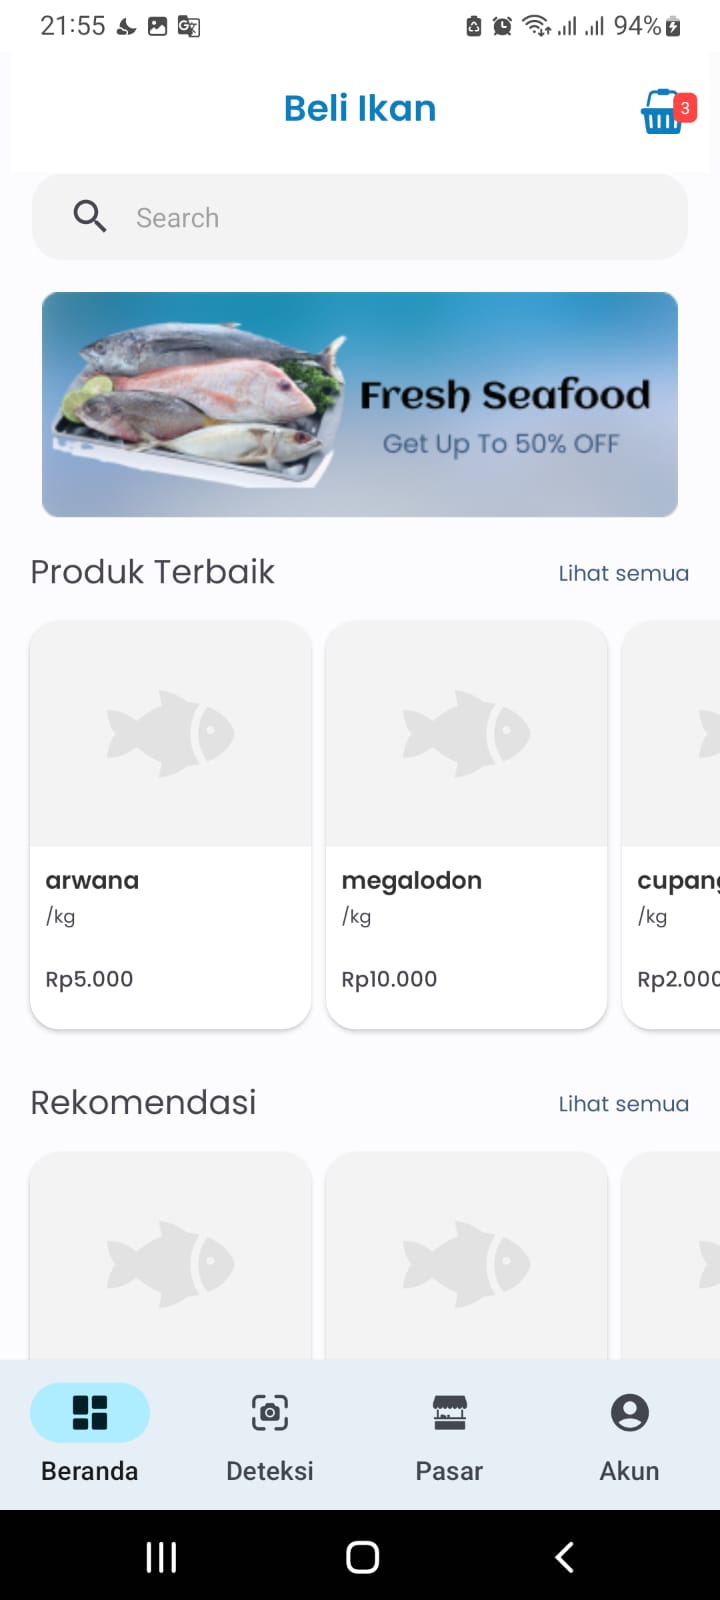 21:55 94%
Beli Ikan
3
Search
Fresh Seafood
Get Up To 50% OFF
Produk Terbaik Lihat semua
arwana
/kg
Rp5.000
megalodon
/kg
Rp10.000
cupang
/kg
Rp2.000
Rekomendasi Lihat semua
Beranda Deteksi Pasar Akun